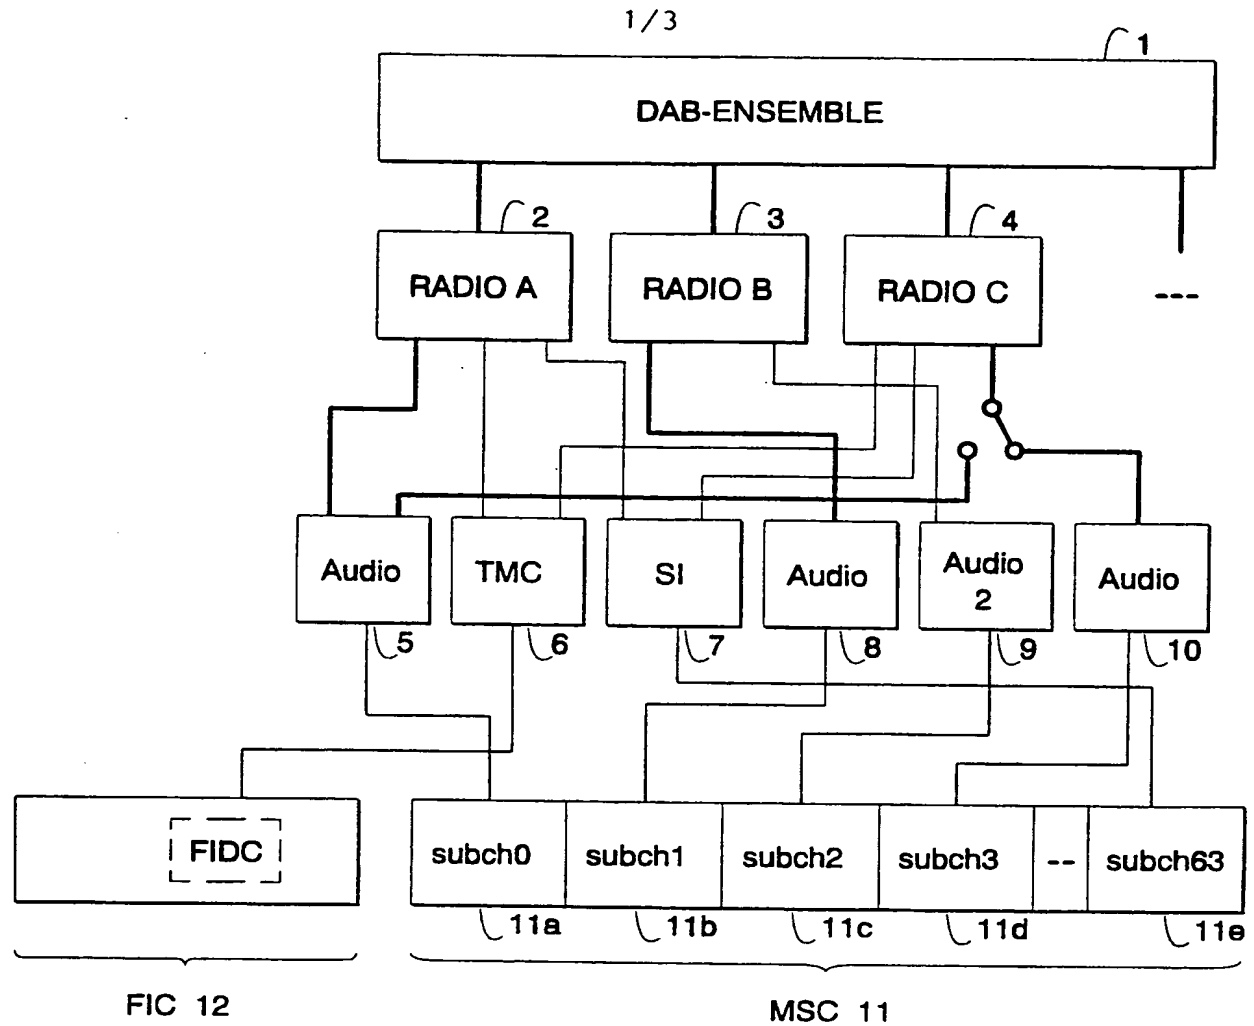 1/3
1
DAB-ENSEMBLE
2
3
4
RADIO A
RADIO B
RADIO C
---
Audio
TMC
SI
Audio
Audio
2
Audio
5
6
7
8
9
10
FIDC
subch0
subch1
subch2
subch3
--
subch63
11a
11b
11c
11d
11e
FIC 12
MSC 11